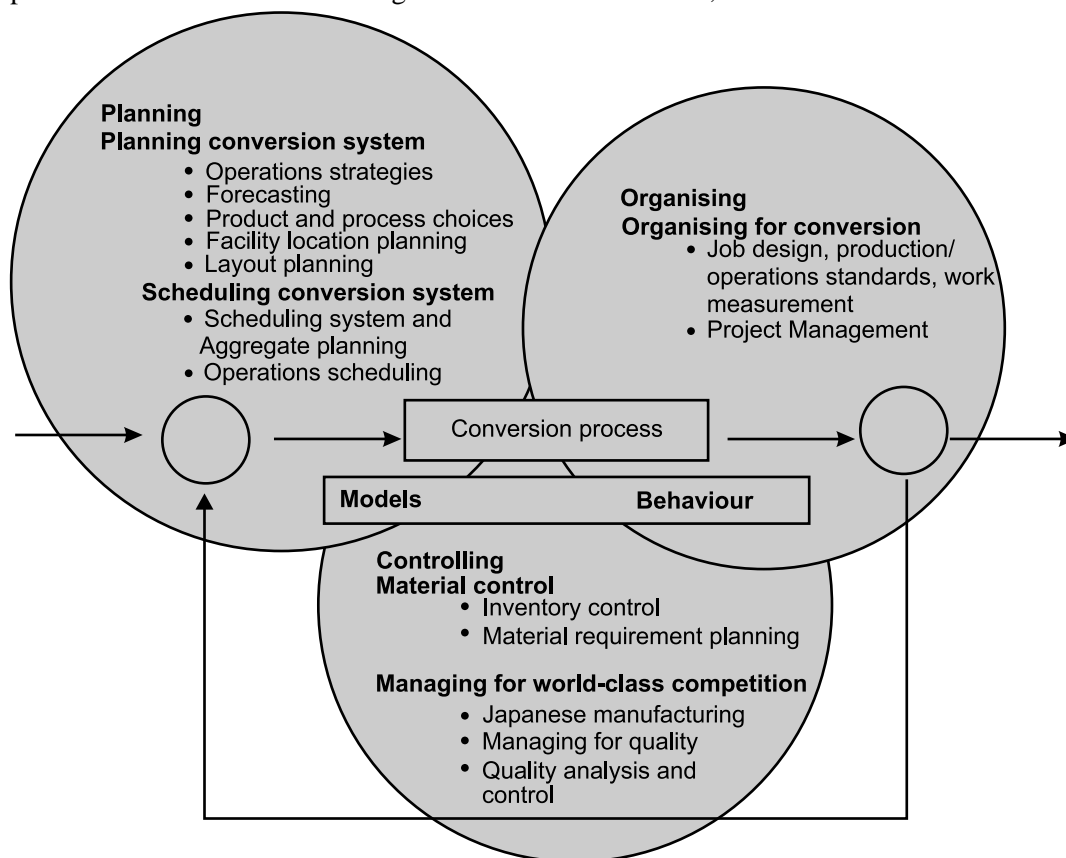 Planning
Planning conversion system
• Operations strategies
• Forecasting
• Product and process choices
• Facility location planning
• Layout planning
Scheduling conversion system
• Scheduling system and
Aggregate planning
• Operations scheduling
Organising
Organising for conversion
• Job design, production/
operations standards, work
measurement
• Project Management
Conversion process
Models
Behaviour
Controlling
Material control
• Inventory control
• Material requirement planning
Managing for world-class competition
• Japanese manufacturing
• Managing for quality
• Quality analysis and
control